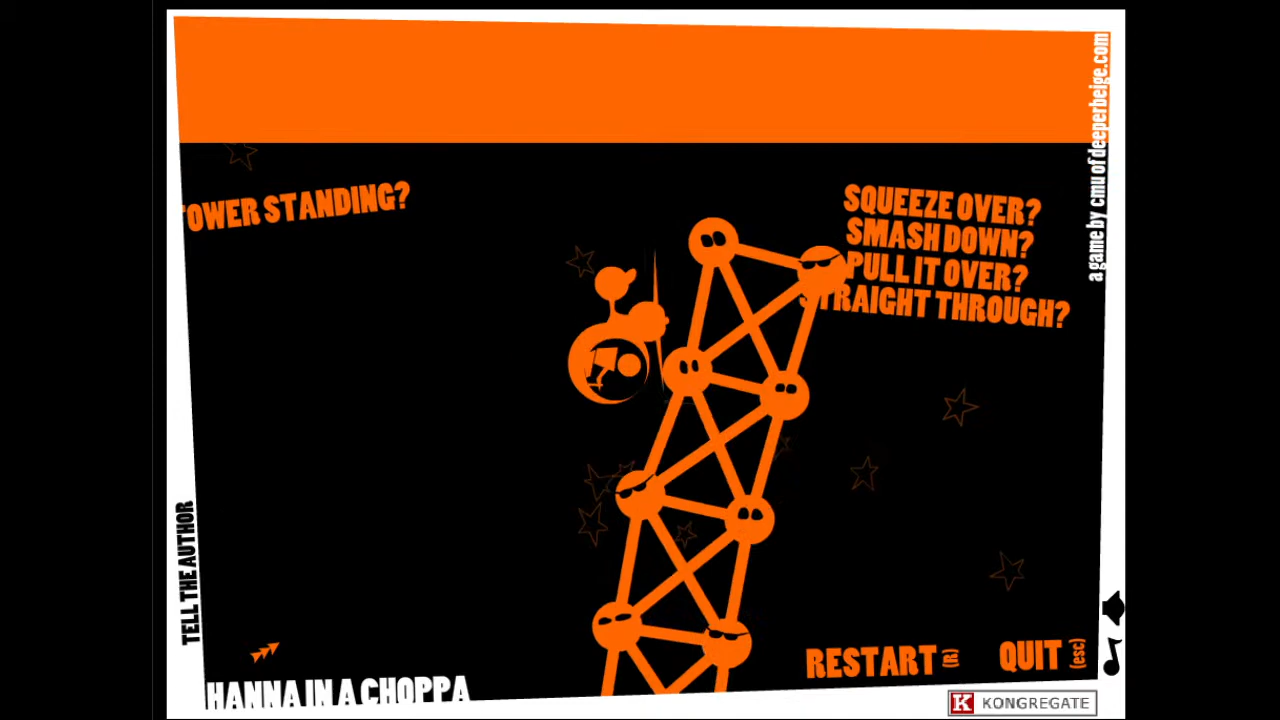 OWER STANDING?
SQUEEZE OVER?
SMASH DOWN?
PULL IT OVER?
STRAIGHT THROUGH?
a game by cmu of deeperbeige.com
TELL THE AUTHOR
RESTART (R)
QUIT (esc)
HANNA IN A CHOPPA
K KONGREGATE